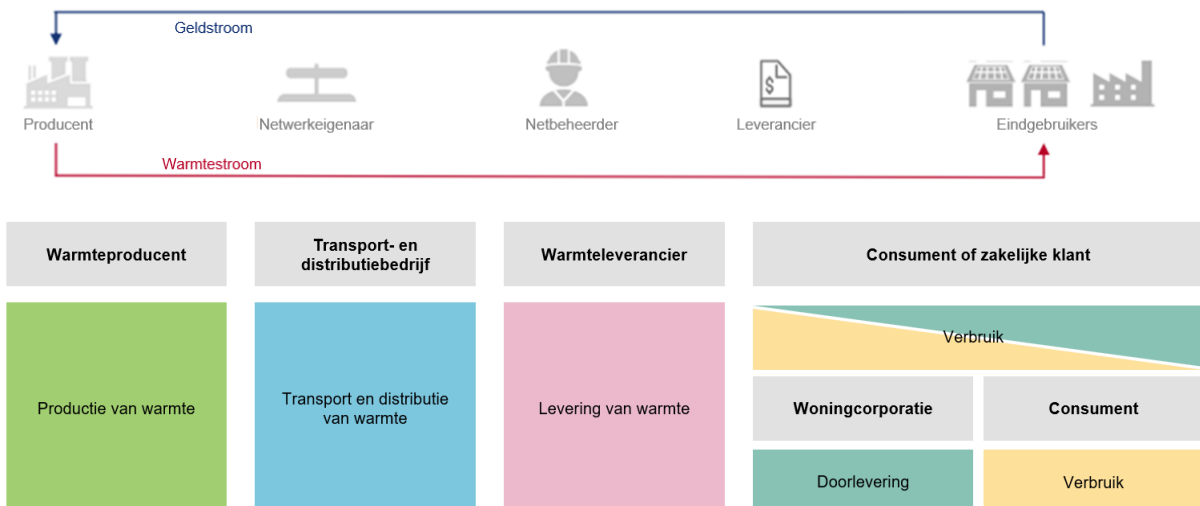 Geldstroom
Producent
Netwerkeigenaar
Netbeheerder
$
Leverancier
Eindgebruikers
Warmtestroom
Warmteproducent
Transport- en
distributiebedrijf
Warmteleverancier
Consument of zakelijke klant
Verbruik
Productie van warmte
Transport en distributie
van warmte
Levering van warmte
Woningcorporatie
Consument
Doorlevering
Verbruik